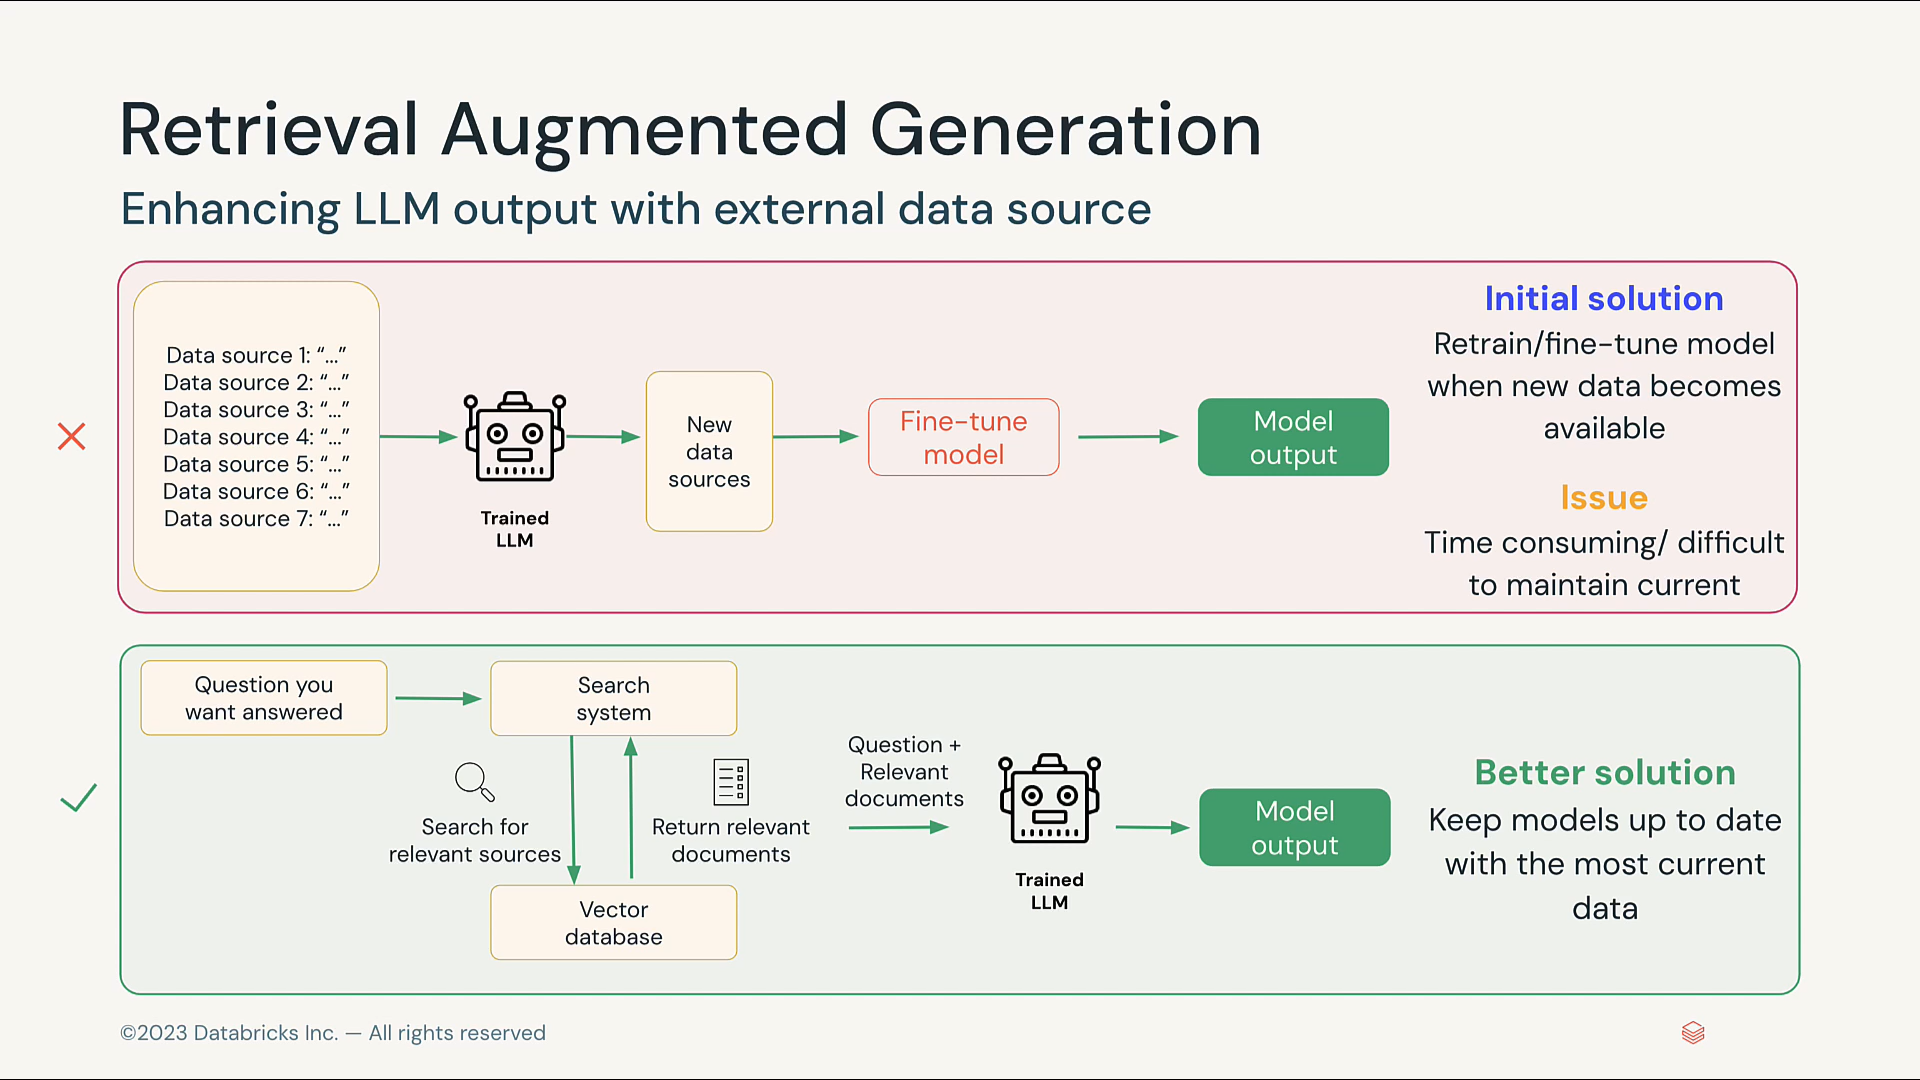 Retrieval Augmented Generation
Enhancing LLM output with external data source
Data source 1: “...”
Data source 2: “...”
Data source 3: “...”
Data source 4: “...”
Data source 5: “...”
Data source 6: “...”
Data source 7: “...”
Trained
LLM
New
data
sources
Fine-tune
model
Model
output
Initial solution
Retrain/fine-tune model
when new data becomes
available
Issue
Time consuming/ difficult
to maintain current
Question you
want answered
Search
system
Search for
relevant sources
Return relevant
documents
Vector
database
Question +
Relevant
documents
Trained
LLM
Model
output
Better solution
Keep models up to date
with the most current
data
©2023 Databricks Inc. — All rights reserved